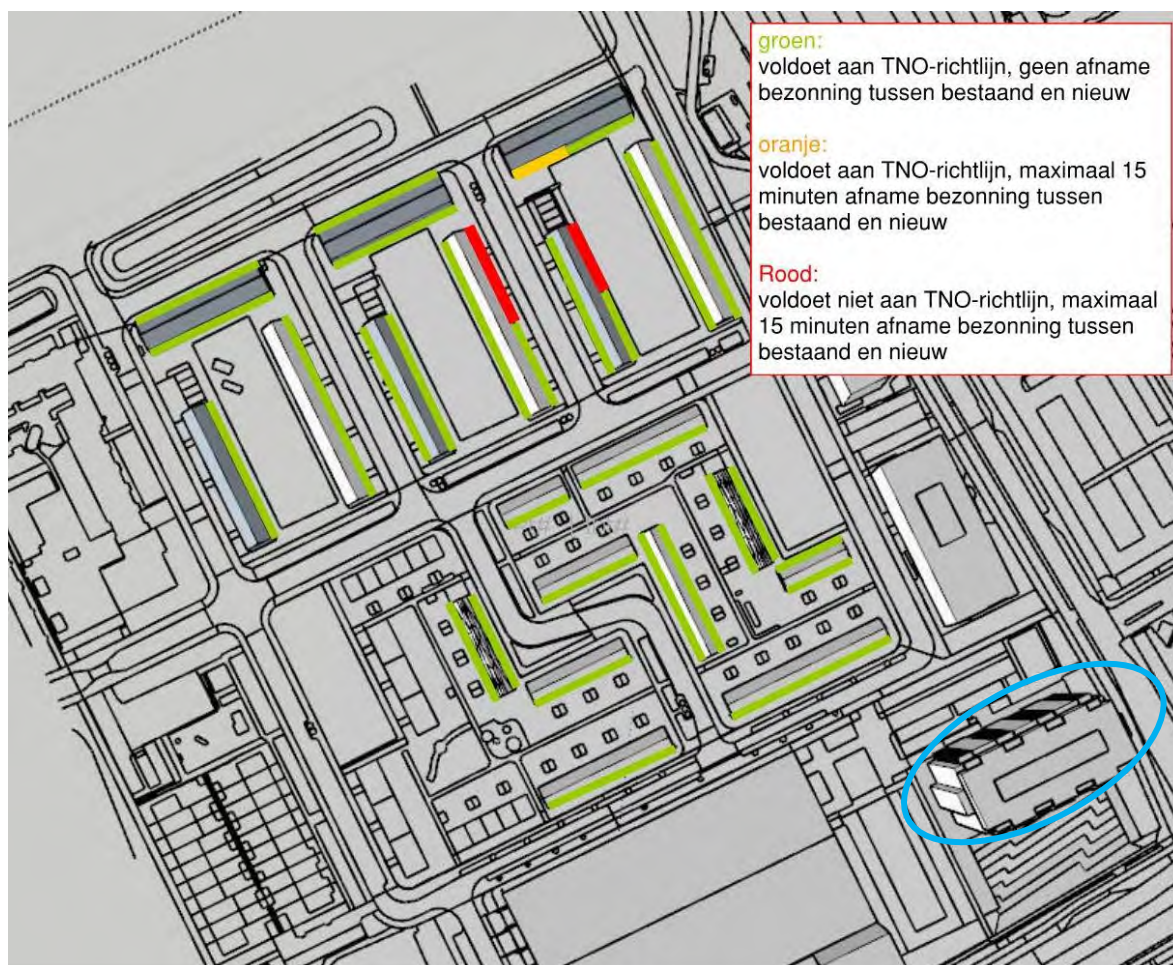 groen:
voldoet aan TNO-richtlijn, geen afname
bezonning tussen bestaand en nieuw
oranje:
voldoet aan TNO-richtlijn, maximaal 15
minuten afname bezonning tussen
bestaand en nieuw
Rood:
voldoet niet aan TNO-richtlijn, maximaal
15 minuten afname bezonning tussen
bestaand en nieuw